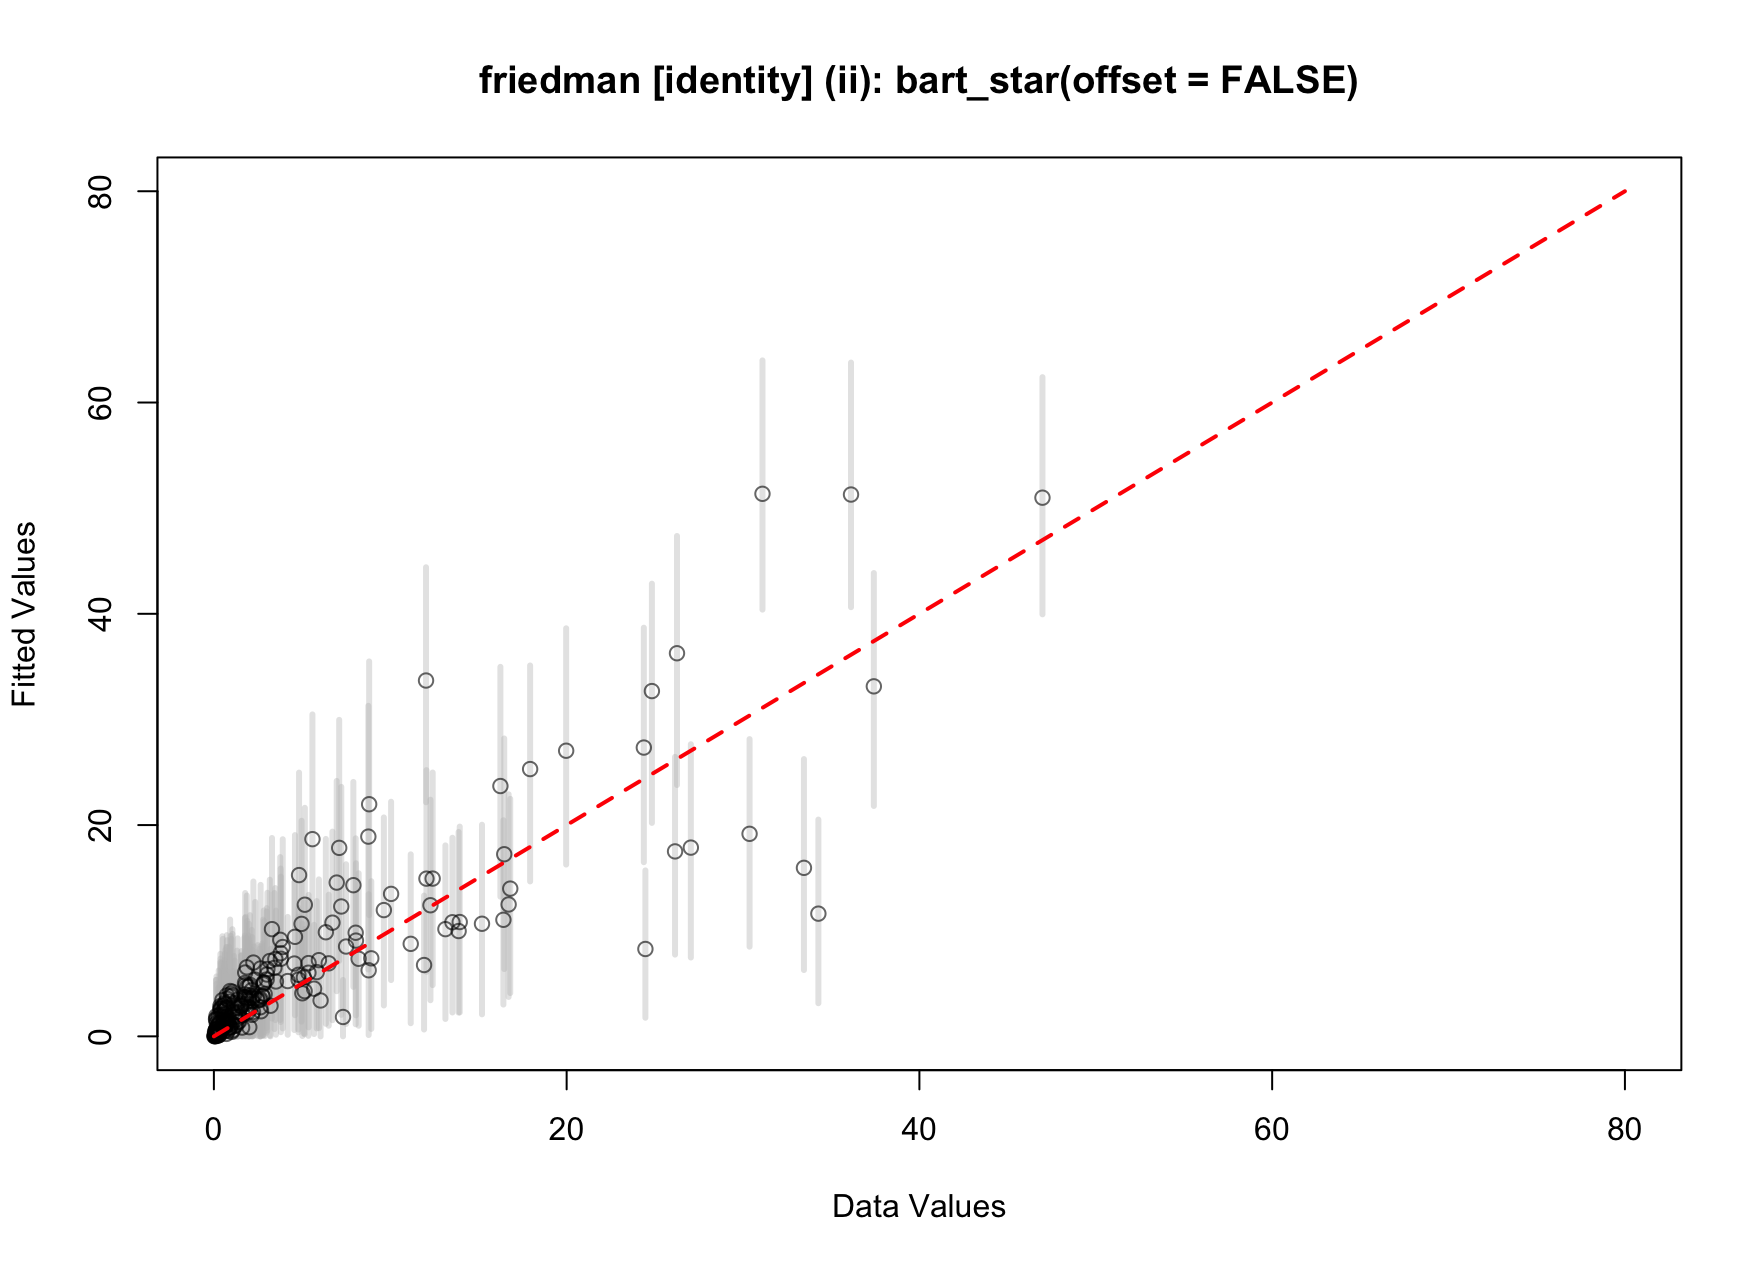 friedman [identity] (ii): bart_star(offset = FALSE)
80
60
40
20
0
Fitted Values
0 20 40 60 80
Data Values